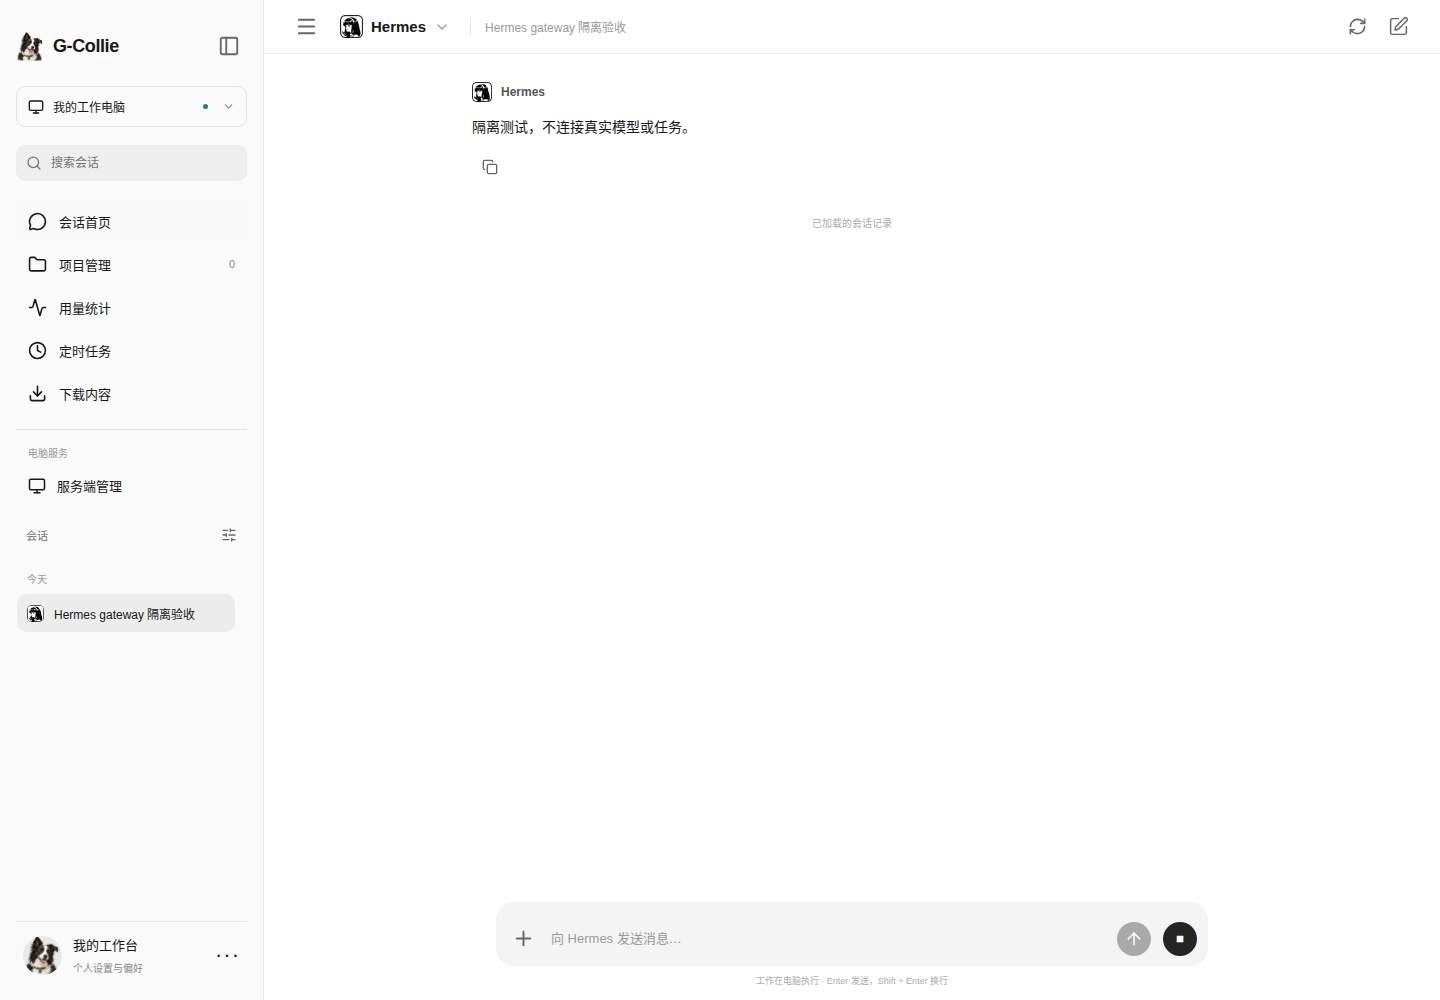 G-Collie
我的工作电脑
搜索会话
会话首页
项目管理 0
用量统计
定时任务
下载内容
电脑服务
服务端管理
会话
今天
Hermes gateway 隔离验收
我的工作台
个人设置与偏好
Hermes
Hermes gateway 隔离验收
Hermes
隔离测试，不连接真实模型或任务。
已加载的会话记录
向 Hermes 发送消息…
工作在电脑执行 · Enter 发送，Shift + Enter 换行